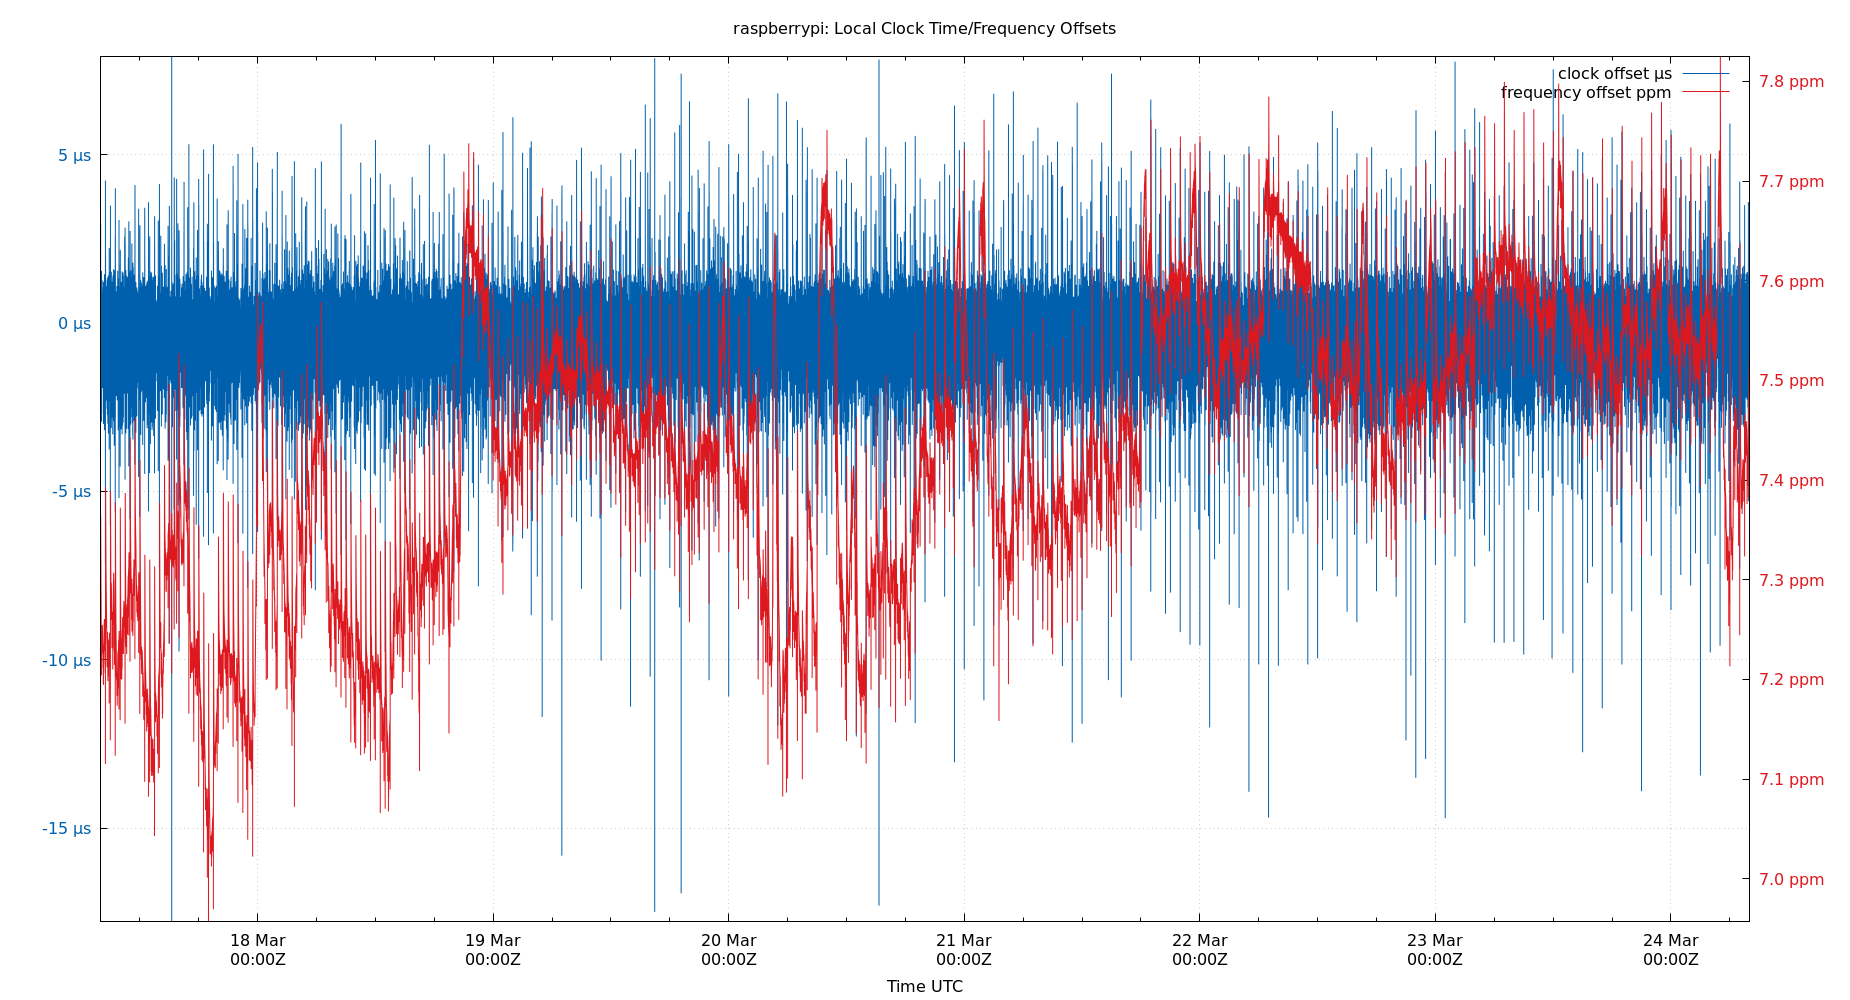 raspberrypi: Local Clock Time/Frequency Offsets
clock offset µs
frequency offset ppm
5 µs
0 µs
-5 µs
-10 µs
-15 µs
7.8 ppm
7.7 ppm
7.6 ppm
7.5 ppm
7.4 ppm
7.3 ppm
7.2 ppm
7.1 ppm
7.0 ppm
18 Mar
00:00Z
19 Mar
00:00Z
20 Mar
00:00Z
21 Mar
00:00Z
22 Mar
00:00Z
23 Mar
00:00Z
24 Mar
00:00Z
Time UTC